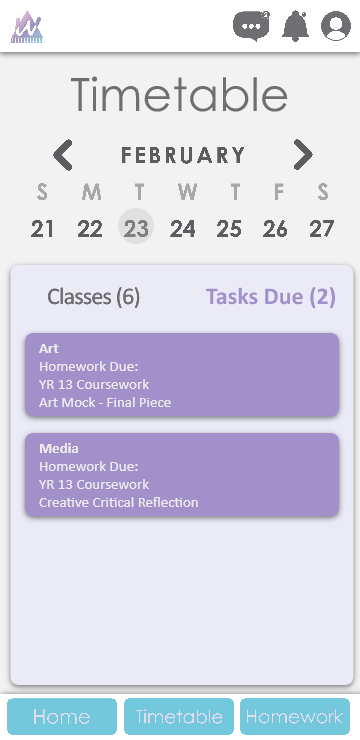 Timetable
FEBRUARY
S M T W T F S
21 22 23 24 25 26 27
Classes (6) Tasks Due (2)
Art
Homework Due:
YR 13 Coursework
Art Mock - Final Piece
Media
Homework Due:
YR 13 Coursework
Creative Critical Reflection
Home Timetable Homework